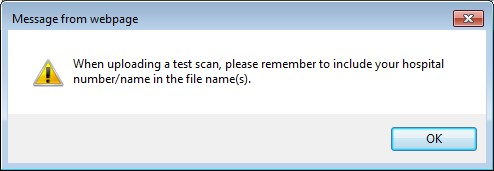 Message from webpage
When uploading a test scan, please remember to include your hospital
number/name in the file name(s).
OK